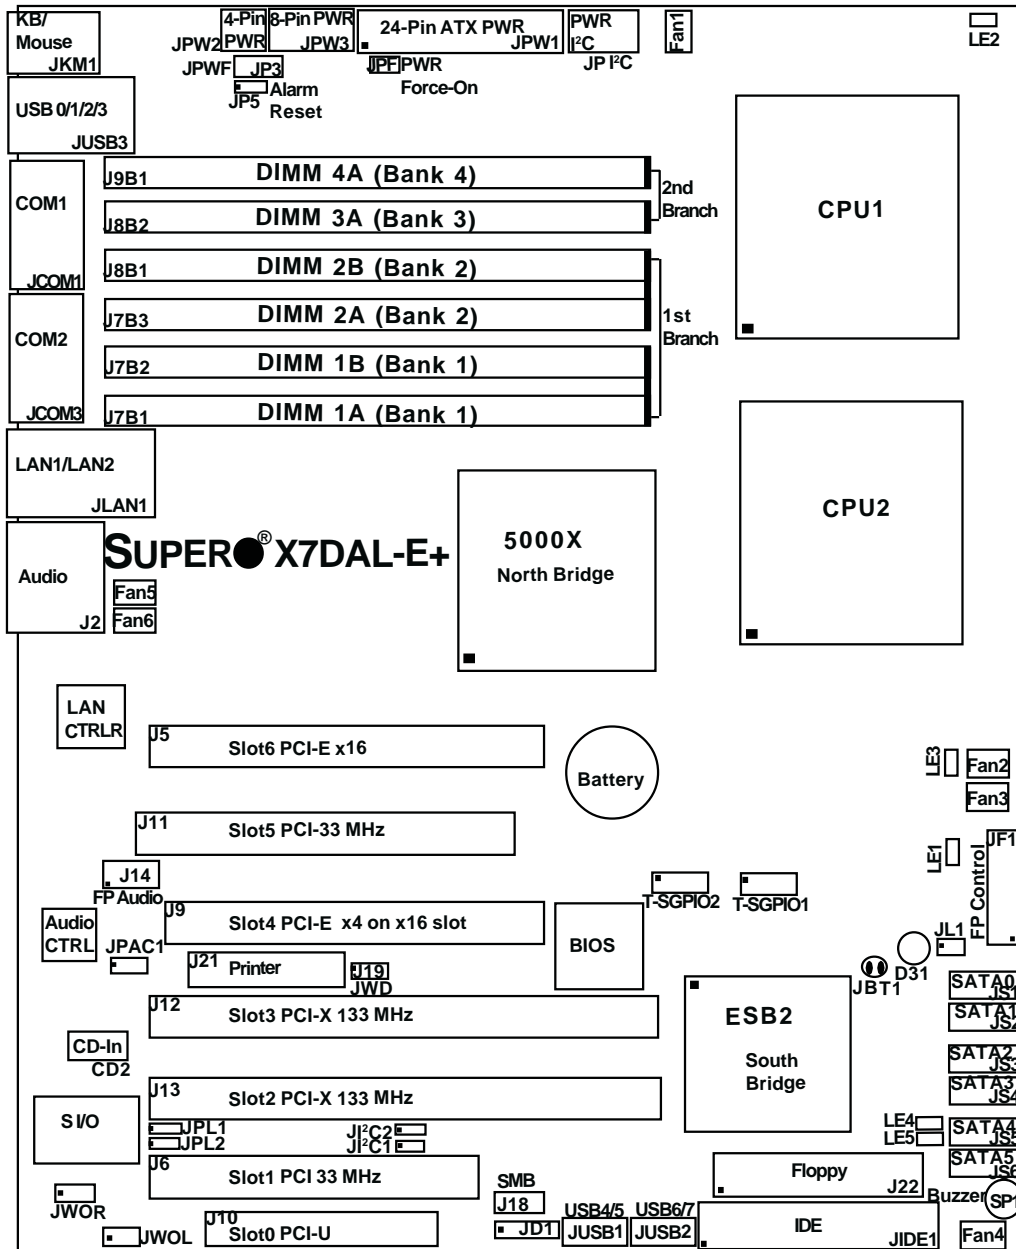 KB/
Mouse
JKM1
4-Pin
PWR
JPW2
8-Pin PWR
JPW3
24-Pin ATX PWR
JPW1
PWR
I²C
JP I²C
Fan1
LE2
JPWF
JP3
JP5
Alarm
Reset
JPF
PWR
Force-On
USB 0/1/2/3
JUSB3
COM1
JCOM1
COM2
JCOM3
J9B1
DIMM 4A (Bank 4)
J8B2
DIMM 3A (Bank 3)
2nd
Branch
J8B1
DIMM 2B (Bank 2)
J7B3
DIMM 2A (Bank 2)
J7B2
DIMM 1B (Bank 1)
J7B1
DIMM 1A (Bank 1)
1st
Branch
CPU1
CPU2
LAN1/LAN2
JLAN1
Audio
J2
SUPER® X7DAL-E+
Fan5
Fan6
5000X
North Bridge
LAN
CTRLR
J5
Slot6 PCI-E x16
Battery
LE3
Fan2
Fan3
J11
Slot5 PCI-33 MHz
J14
FP Audio
LE1
JF1
FP Control
T-SGPIO2
T-SGPIO1
J9
Slot4 PCI-E x4 on x16 slot
Audio
CTRL
JPAC1
BIOS
JL1
D31
JBT1
J21
Printer
J19
JWD
J12
Slot3 PCI-X 133 MHz
ESB2
South
Bridge
SATA0
JS1
SATA1
JS2
SATA2
JS3
SATA3
JS4
SATA4
JS5
SATA5
JS6
CD-In
CD2
J13
Slot2 PCI-X 133 MHz
S I/O
JPL1
JPL2
JI²C2
JI²C1
LE4
LE5
J6
Slot1 PCI 33 MHz
Floppy
J22
Buzzer
SP1
SMB
J18
JWOR
JWOL
J10
Slot0 PCI-U
JD1
USB4/5
JUSB1
USB6/7
JUSB2
IDE
JIDE1
Fan4